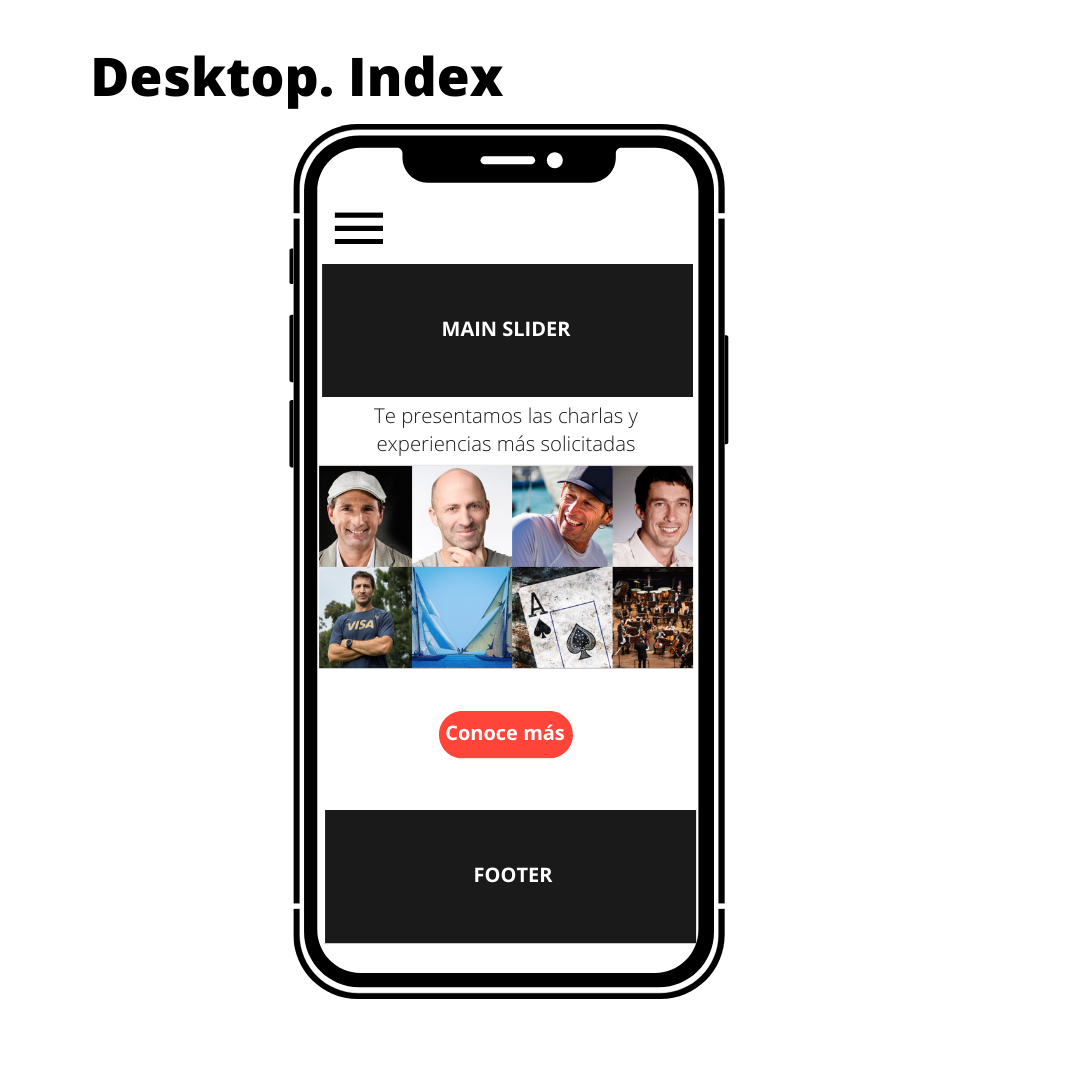 Desktop. Index
MAIN SLIDER
Te presentamos las charlas y
experiencias más solicitadas
VISA
A
Conoce más
FOOTER